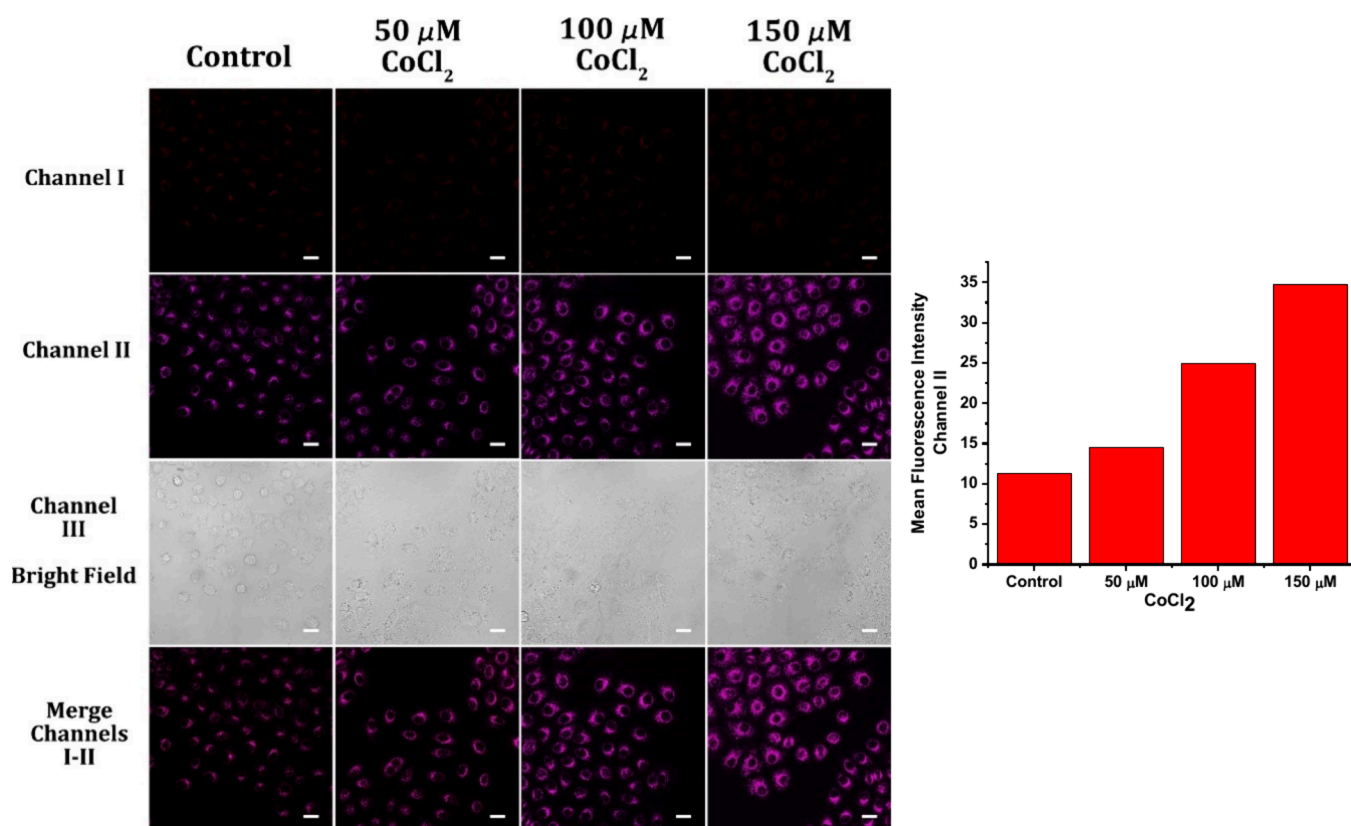 Control
50 μM
CoCl₂
100 μM
CoCl₂
150 μM
CoCl₂
Channel I
Channel II
Channel
III
Bright Field
Merge
Channels
I-II
Mean Fluorescence Intensity
Channel II
35
30
25
20
15
10
5
0
Control
50 μM
100 μM
150 μM
CoCl₂